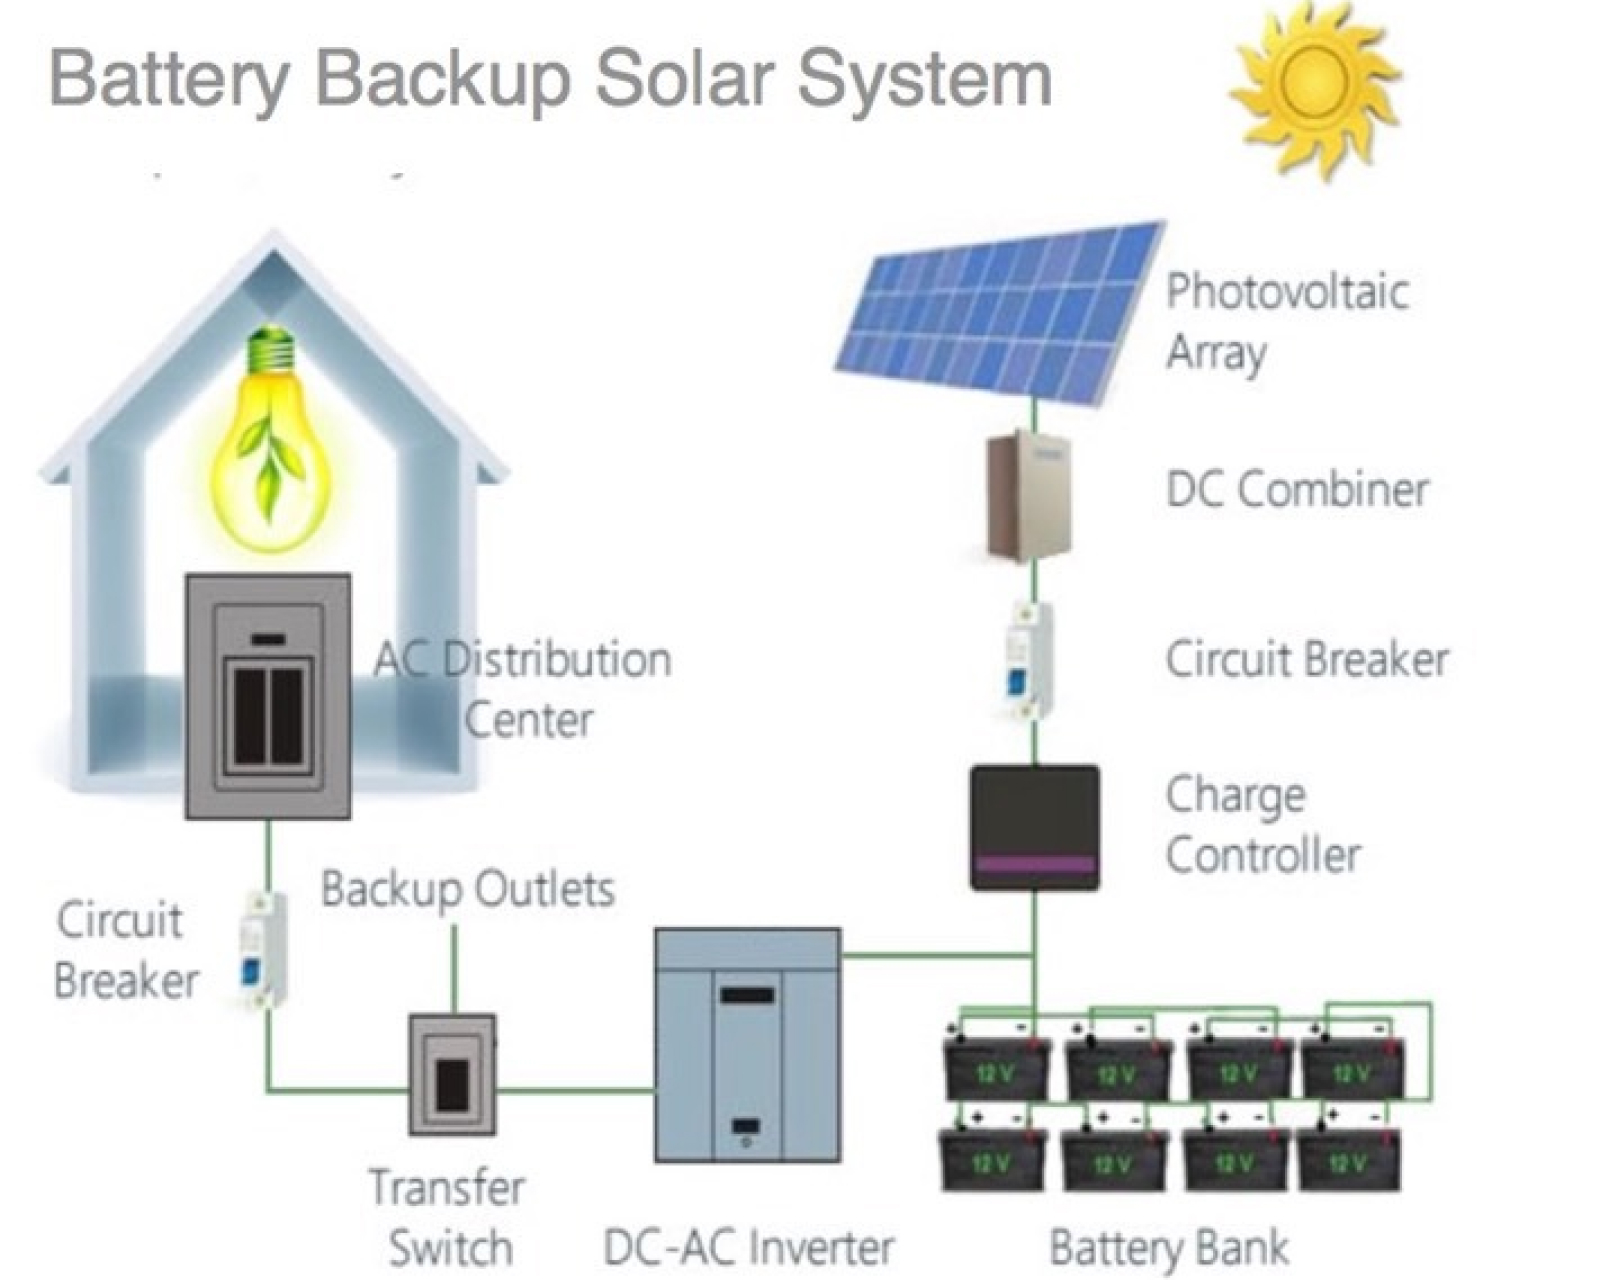 Battery Backup Solar System
Photovoltaic
Array
DC Combiner
Circuit Breaker
Charge
Controller
AC Distribution
Center
Backup Outlets
Circuit
Breaker
Transfer
Switch
DC-AC Inverter
+ - + - + - + -
12 V 12 V 12 V 12 V
+ - + - + - + -
12 V 12 V 12 V 12 V
Battery Bank